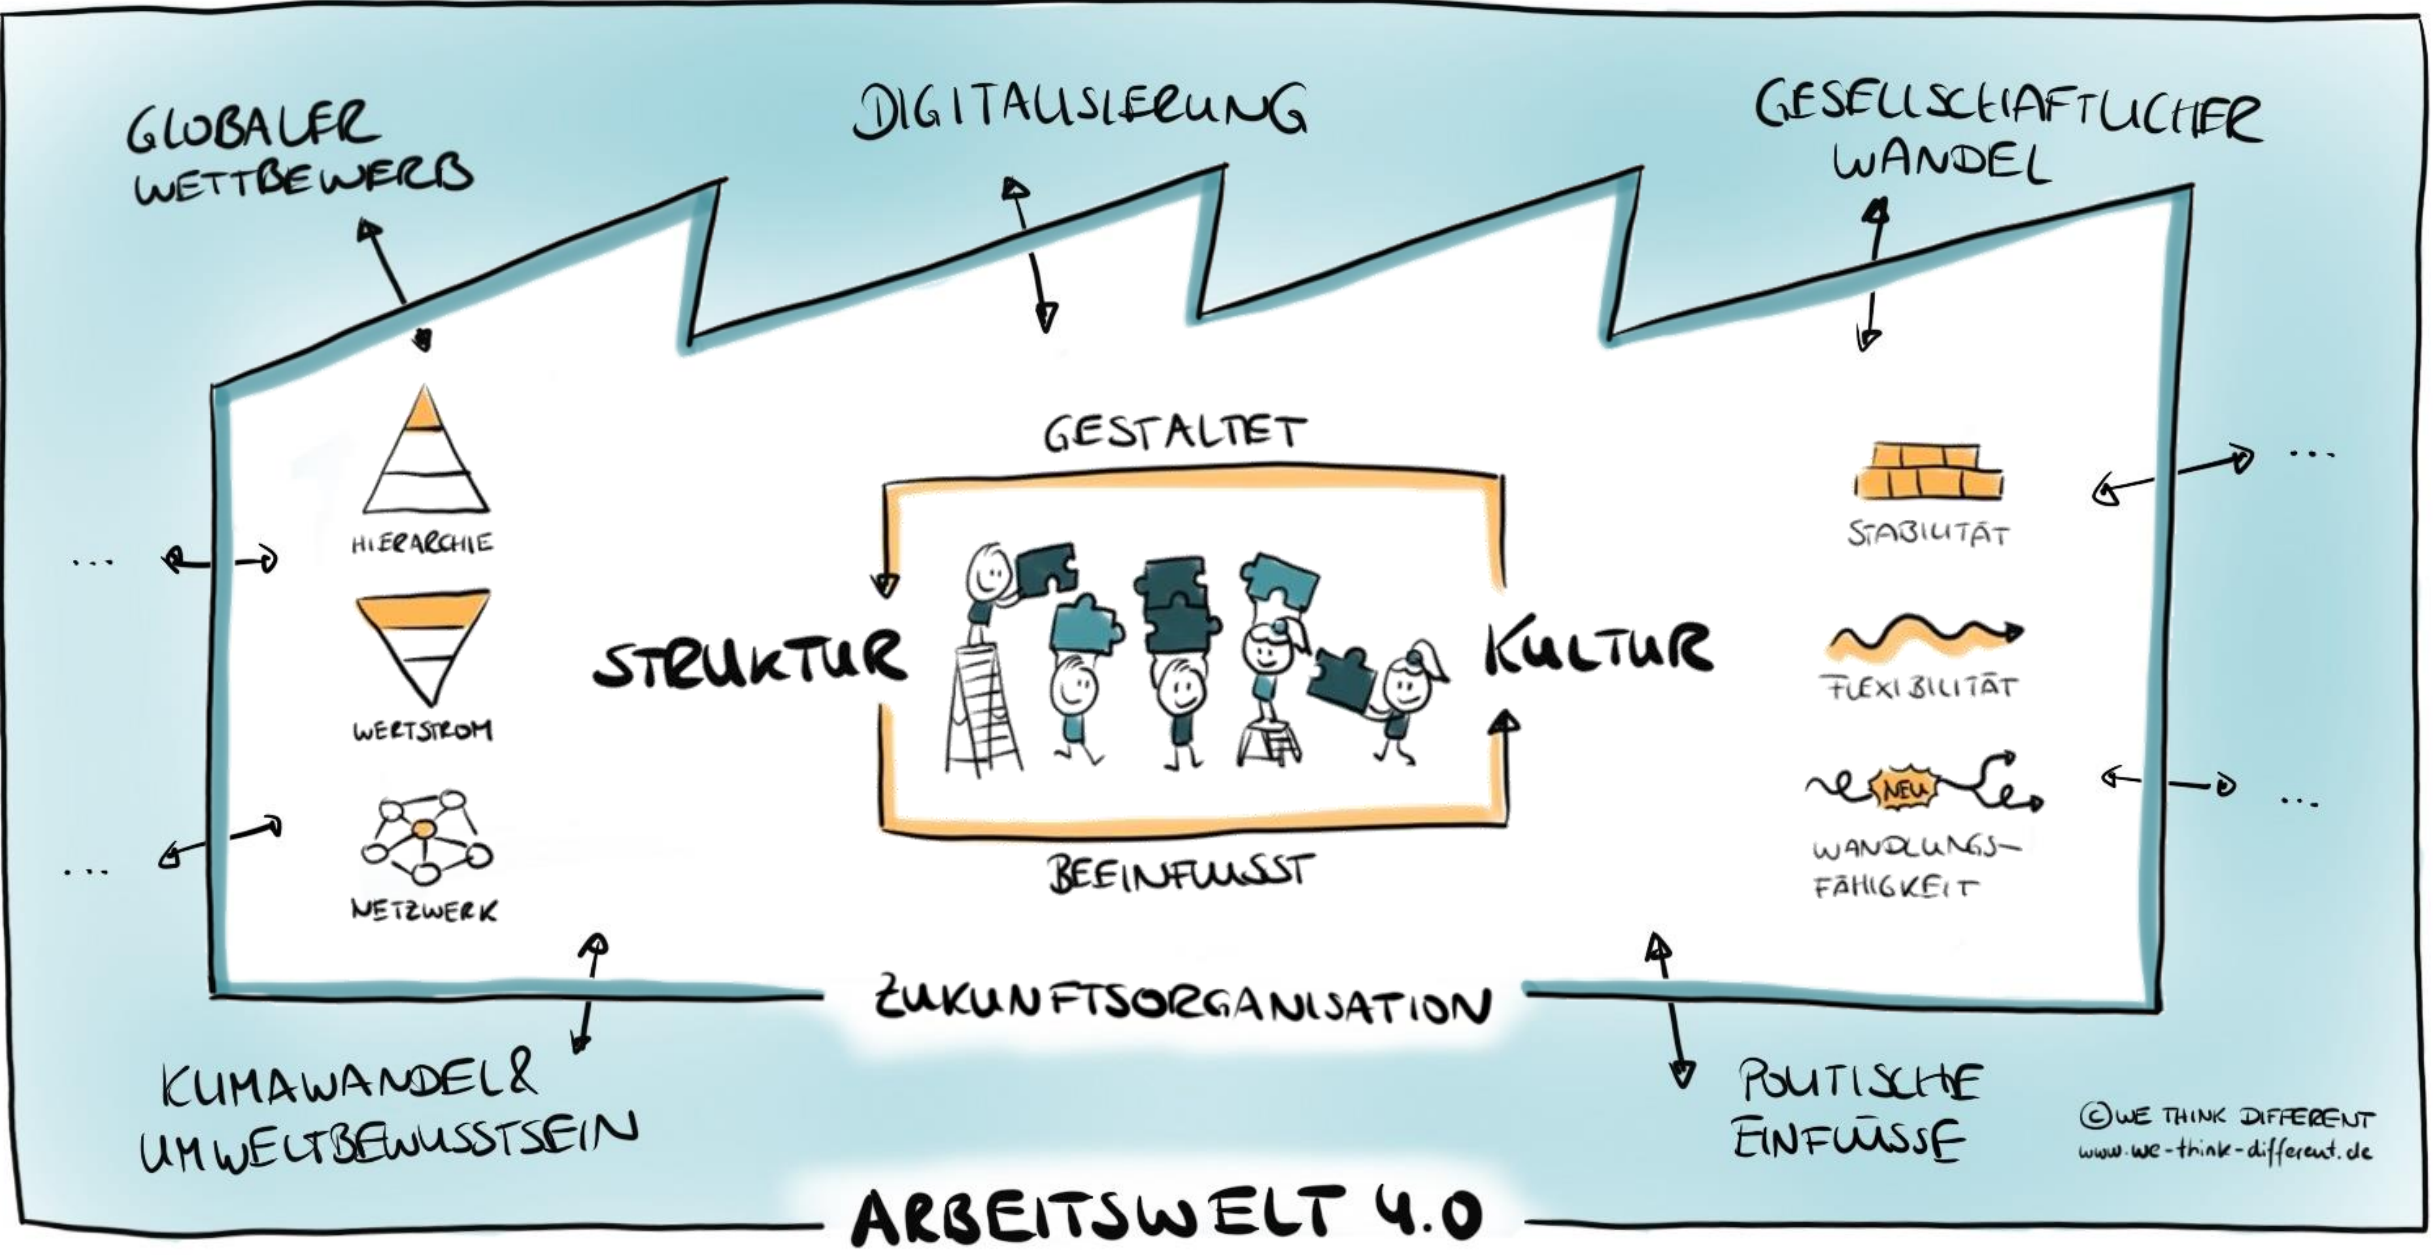 GLOBALER
WETTBEWERB
DIGITALISIERUNG
GESELLSCHAFTLICHER
WANDEL
GESTALTET
HIERARCHIE
STABILITÄT
...
...
STRUKTUR
KULTUR
FLEXIBILITÄT
WERTSTROM
NEU
...
WANDLUNGS-
FÄHIGKEIT
BEEINFLUSST
...
NETZWERK
ZUKUNFTSORGANISATION
KLIMAWANDEL &
UMWELTBEWUSSTSEIN
POLITISCHE
EINFLÜSSE
© WE THINK DIFFERENT
www.we-think-different.de
ARBEITSWELT 4.0